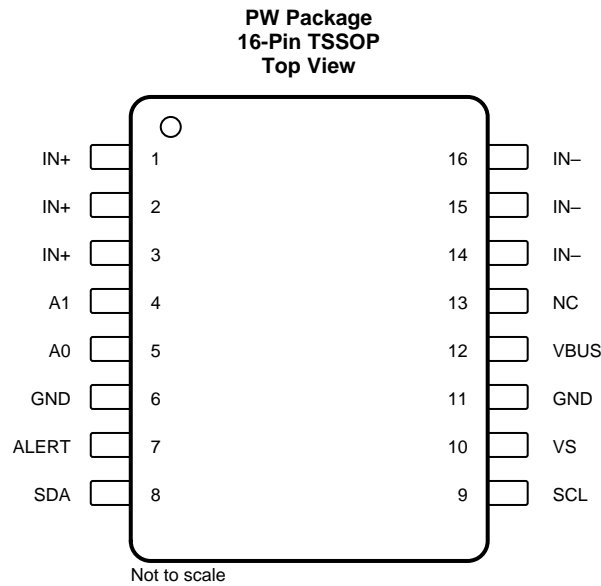 PW Package
16-Pin TSSOP
Top View
IN+ 1 16 IN–
IN+ 2 15 IN–
IN+ 3 14 IN–
A1 4 13 NC
A0 5 12 VBUS
GND 6 11 GND
ALERT 7 10 VS
SDA 8 9 SCL
Not to scale